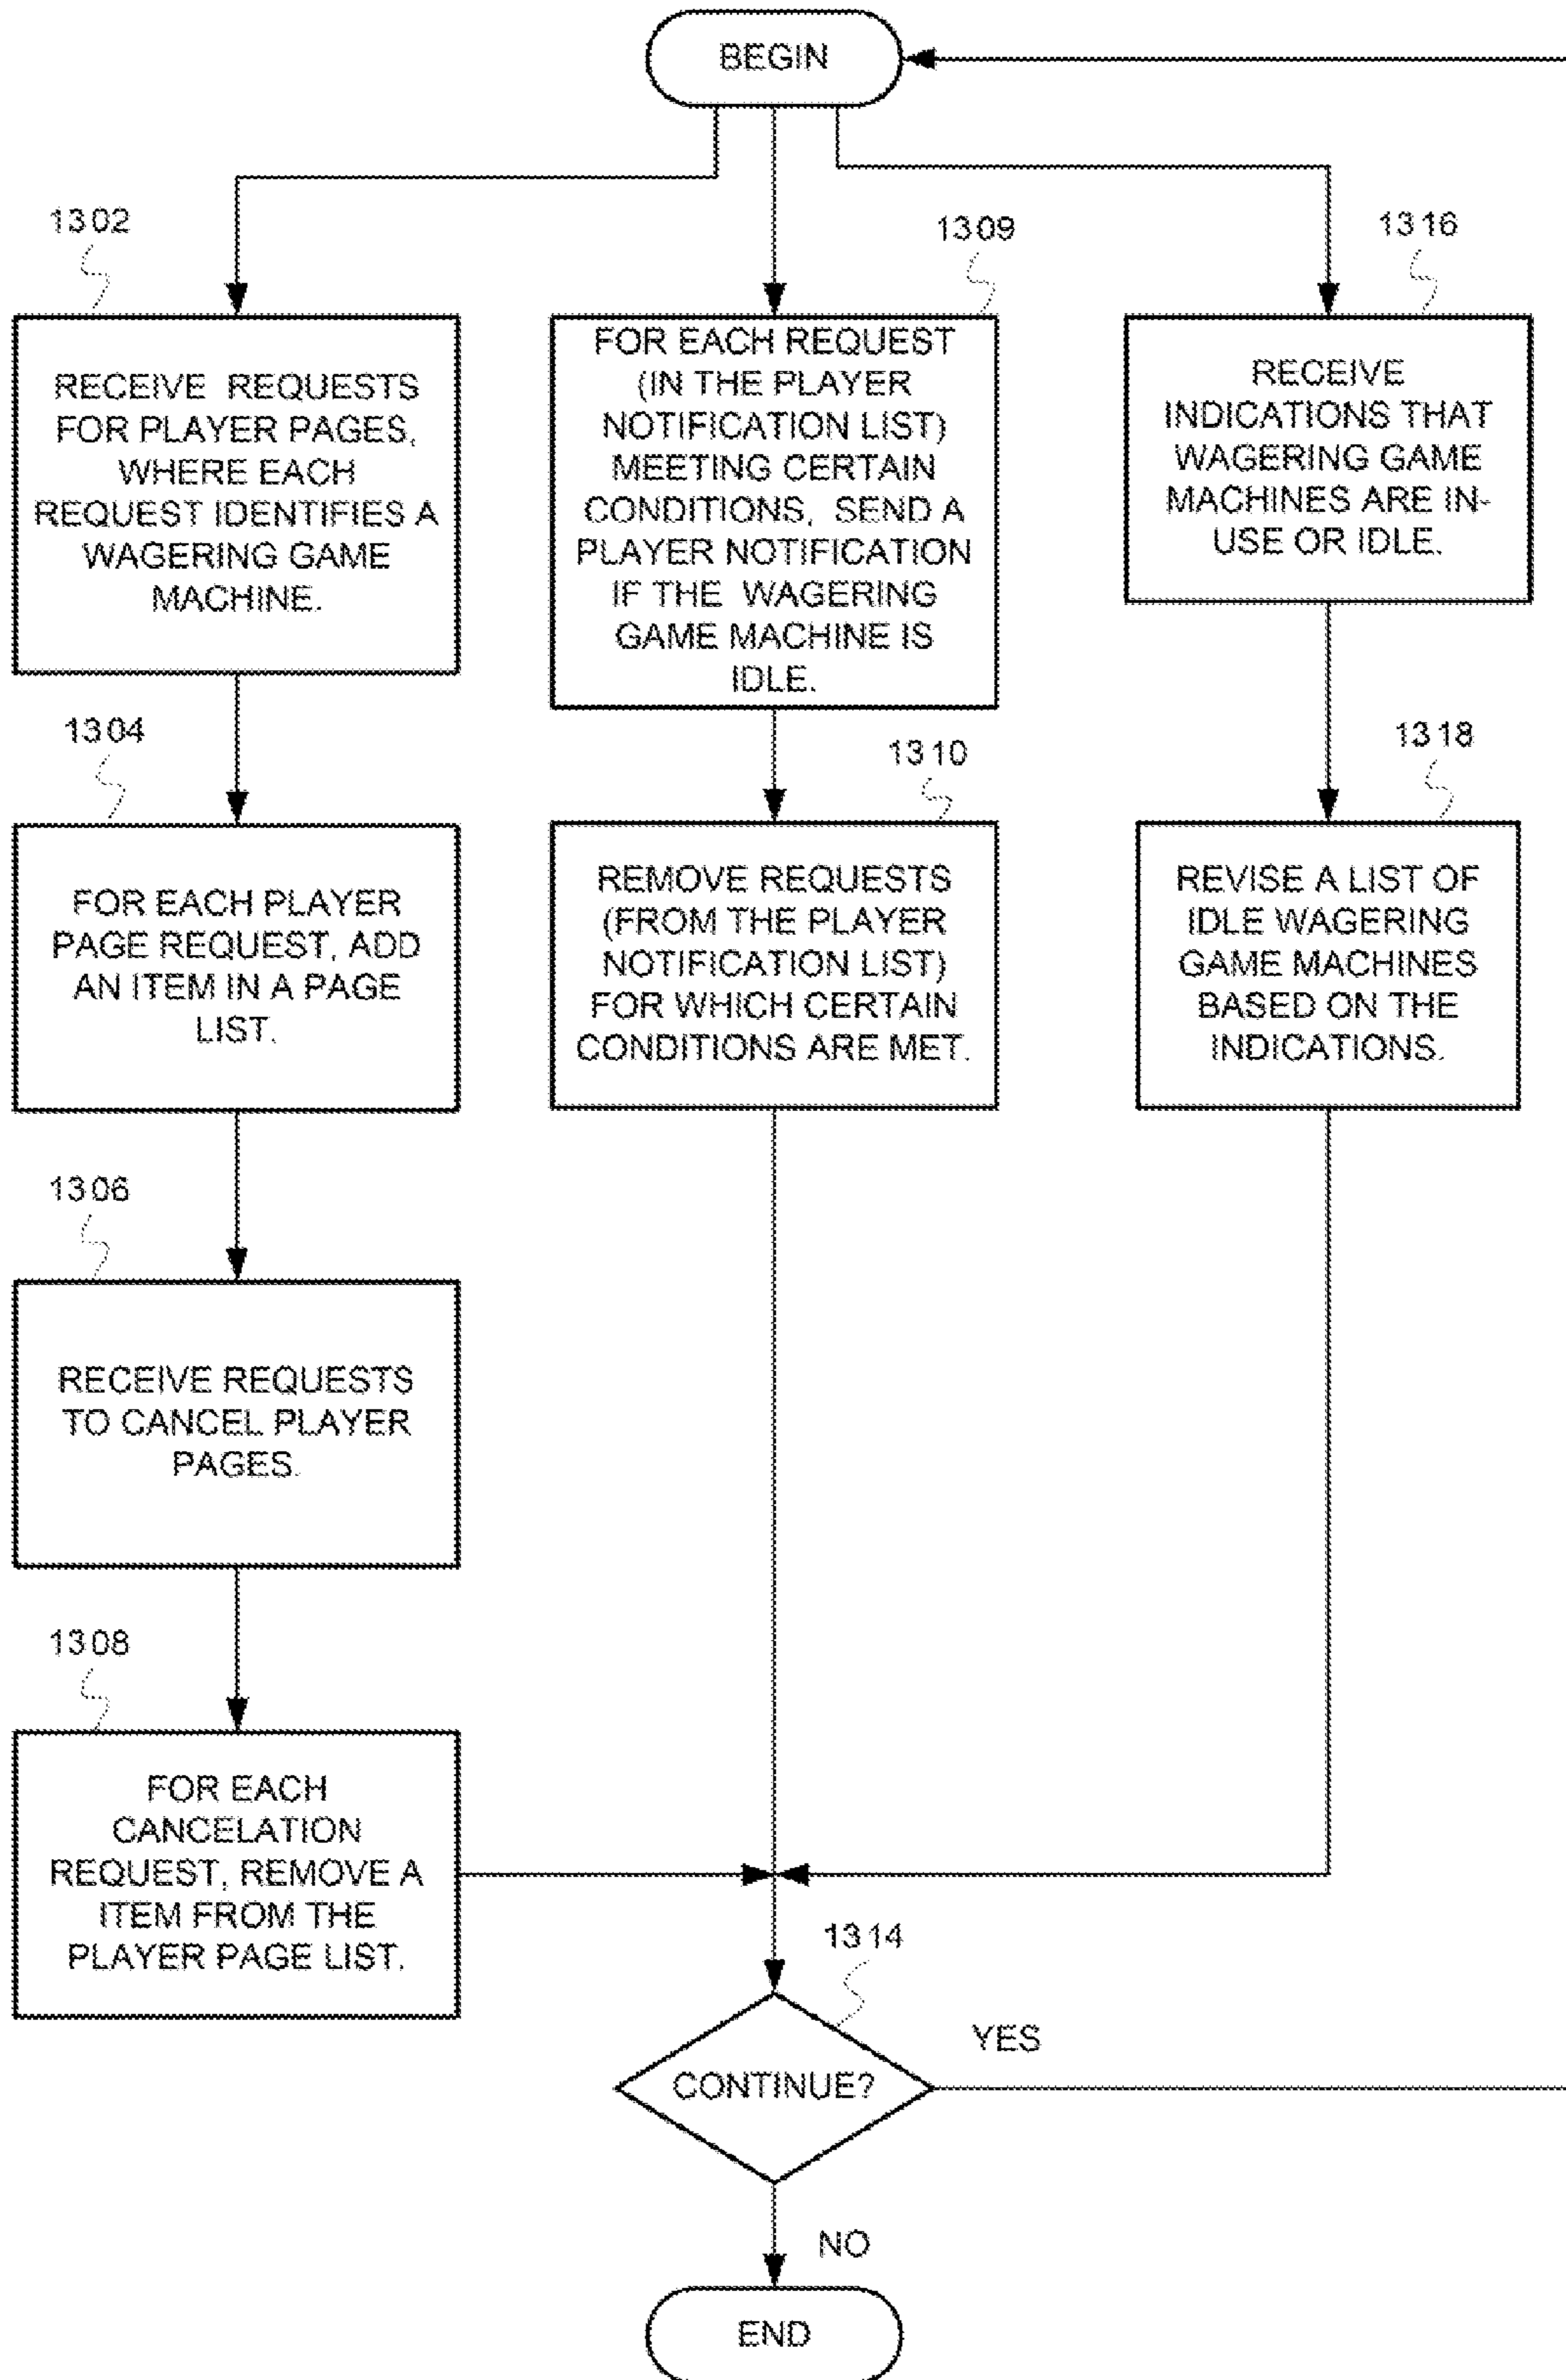 BEGIN
1302
RECEIVE REQUESTS
FOR PLAYER PAGES,
WHERE EACH
REQUEST IDENTIFIES A
WAGERING GAME
MACHINE.
1304
FOR EACH PLAYER
PAGE REQUEST, ADD
AN ITEM IN A PAGE
LIST.
1306
RECEIVE REQUESTS
TO CANCEL PLAYER
PAGES.
1308
FOR EACH
CANCELATION
REQUEST, REMOVE A
ITEM FROM THE
PLAYER PAGE LIST.
1309
FOR EACH REQUEST
(IN THE PLAYER
NOTIFICATION LIST)
MEETING CERTAIN
CONDITIONS, SEND A
PLAYER NOTIFICATION
IF THE WAGERING
GAME MACHINE IS
IDLE.
1310
REMOVE REQUESTS
(FROM THE PLAYER
NOTIFICATION LIST)
FOR WHICH CERTAIN
CONDITIONS ARE MET.
1316
RECEIVE
INDICATIONS THAT
WAGERING GAME
MACHINES ARE IN-
USE OR IDLE.
1318
REVISE A LIST OF
IDLE WAGERING
GAME MACHINES
BASED ON THE
INDICATIONS.
1314
CONTINUE?
YES
NO
END